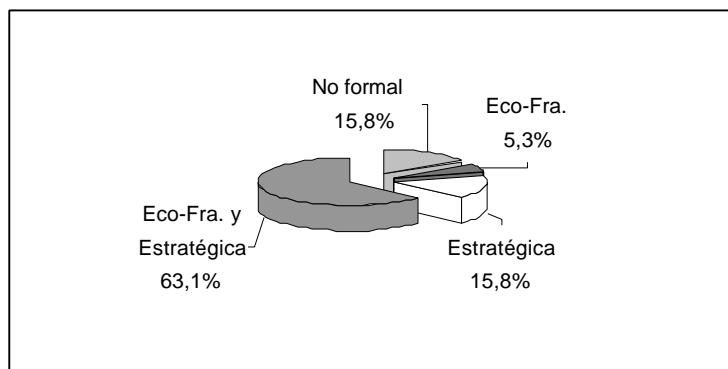 No formal
15,8%
Eco-Fra.
5,3%
Eco-Fra. y
Estratégica
63,1%
Estratégica
15,8%